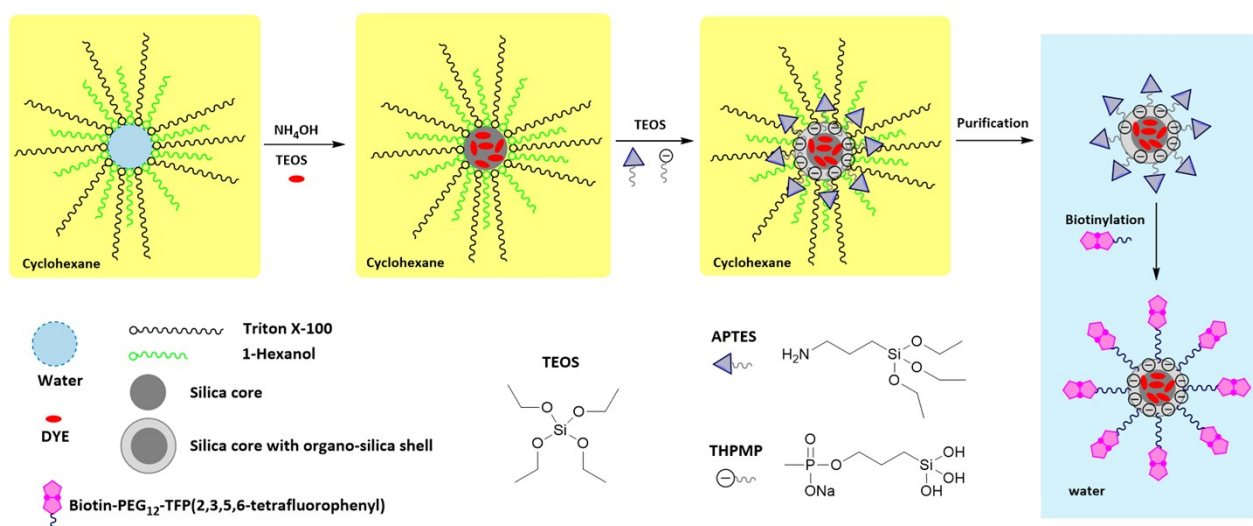 Cyclohexane
NH4OH
TEOS
Cyclohexane
TEOS
Cyclohexane
Purification
Biotinylation
water
Water
DYE
Triton X-100
1-Hexanol
Silica core
Silica core with organo-silica shell
Biotin-PEG12-TFP(2,3,5,6-tetrafluorophenyl)
TEOS
O
O
Si
O
O
APTES
H2N
Si
O
O
O
THPMP
O
P
O
ONa
Si
OH
OH
OH